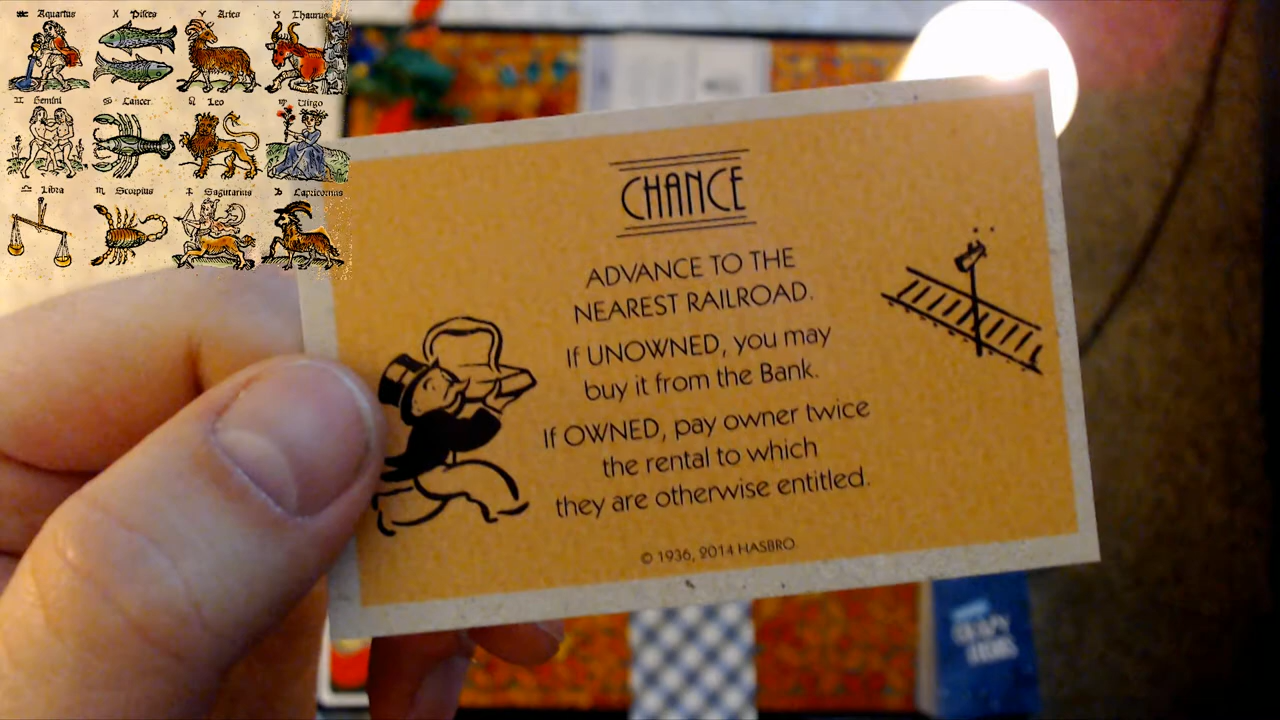 ♒ Aquarius ♓ Pisces ♈ Aries ♉ Thaurus
♊ Gemini ♋ Cancer ♌ Leo ♍ Virgo
♎ Libra ♏ Scorpius ♐ Sagutarius ♑ Capricornus
CHANCE
ADVANCE TO THE
NEAREST RAILROAD.
If UNOWNED, you may
buy it from the Bank.
If OWNED, pay owner twice
the rental to which
they are otherwise entitled.
© 1936, 2014 HASBRO.